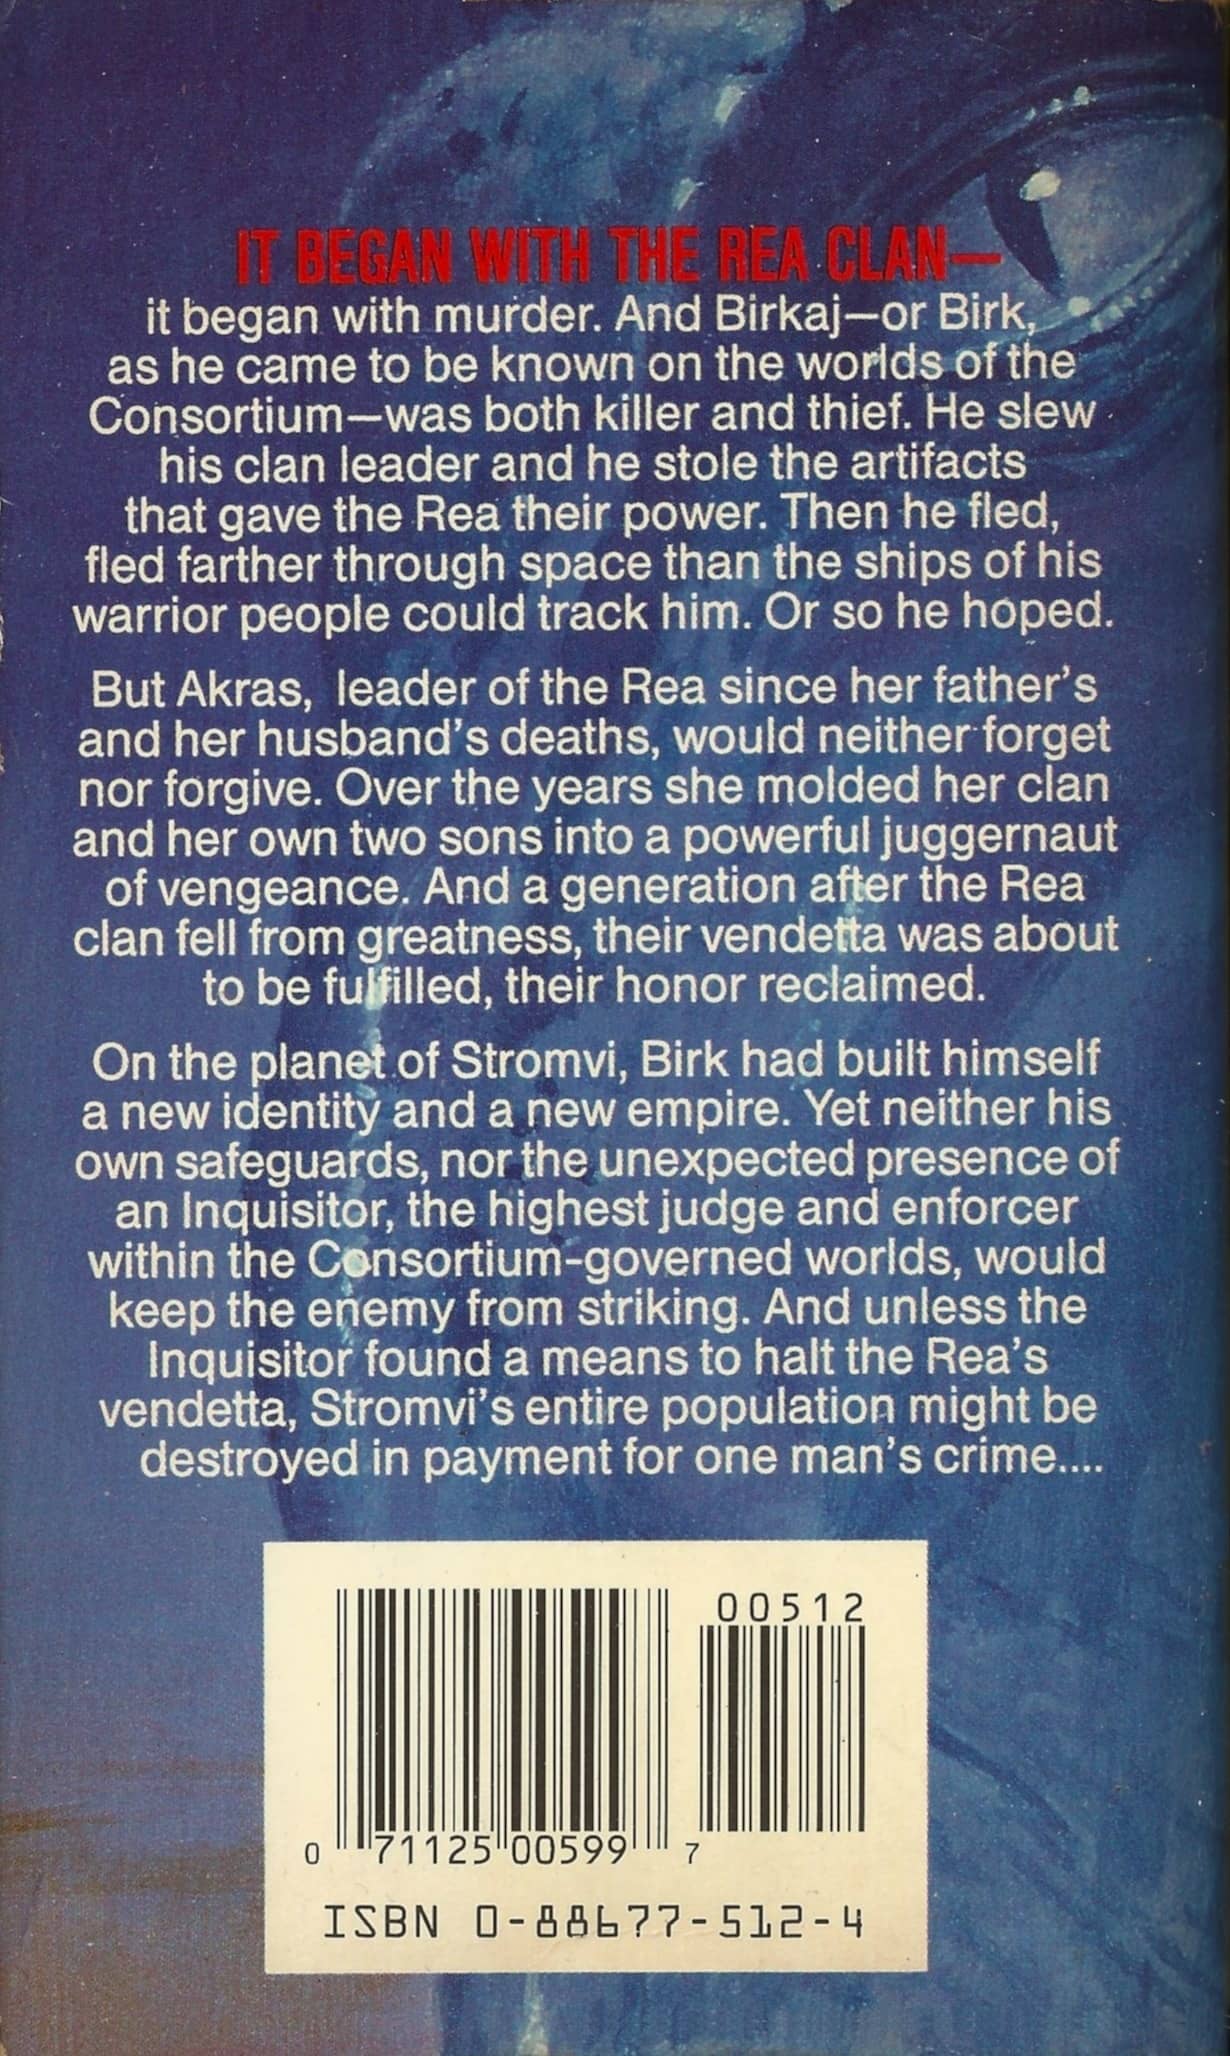 IT BEGAN WITH THE REA CLAN—
it began with murder. And Birkaj—or Birk,
as he came to be known on the worlds of the
Consortium—was both killer and thief. He slew
his clan leader and he stole the artifacts
that gave the Rea their power. Then he fled,
fled farther through space than the ships of his
warrior people could track him. Or so he hoped.
But Akras, leader of the Rea since her father's
and her husband's deaths, would neither forget
nor forgive. Over the years she molded her clan
and her own two sons into a powerful juggernaut
of vengeance. And a generation after the Rea
clan fell from greatness, their vendetta was about
to be fulfilled, their honor reclaimed.
On the planet of Stromvi, Birk had built himself
a new identity and a new empire. Yet neither his
own safeguards, nor the unexpected presence of
an Inquisitor, the highest judge and enforcer
within the Consortium-governed worlds, would
keep the enemy from striking. And unless the
Inquisitor found a means to halt the Rea's
vendetta, Stromvi's entire population might be
destroyed in payment for one man's crime....
00512
0 71125 00599 7
ISBN 0-88677-512-4